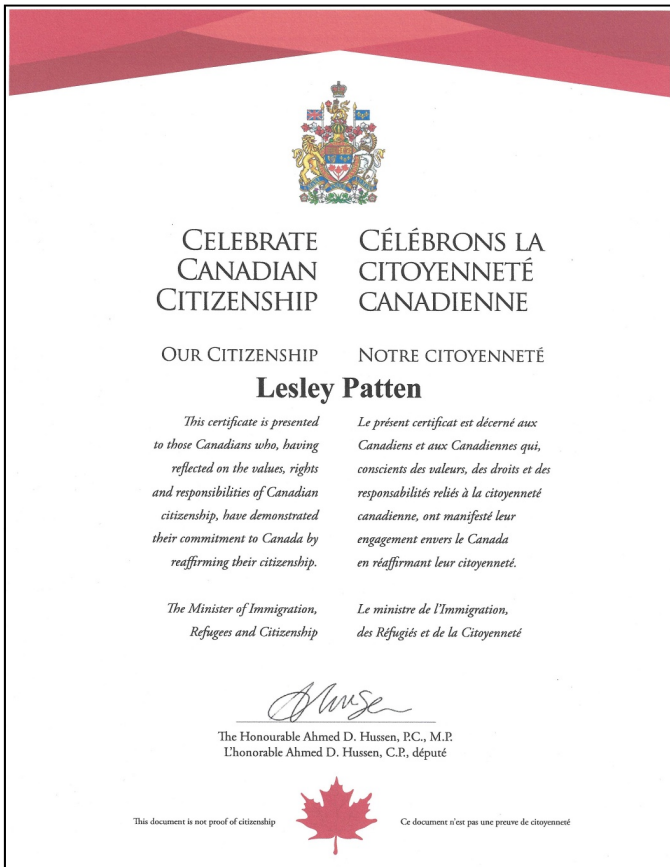 CELEBRATE
CANADIAN
CITIZENSHIP
CÉLÉBRONS LA
CITOYENNETÉ
CANADIENNE
OUR CITIZENSHIP
NOTRE CITOYENNETÉ
Lesley Patten
This certificate is presented
to those Canadians who, having
reflected on the values, rights
and responsibilities of Canadian
citizenship, have demonstrated
their commitment to Canada by
reaffirming their citizenship.
Le présent certificat est décerné aux
Canadiens et aux Canadiennes qui,
conscients des valeurs, des droits et des
responsabilités reliés à la citoyenneté
canadienne, ont manifesté leur
engagement envers le Canada
en réaffirmant leur citoyenneté.
The Minister of Immigration,
Refugees and Citizenship
Le ministre de l'Immigration,
des Réfugiés et de la Citoyenneté
The Honourable Ahmed D. Hussen, P.C., M.P.
L'honorable Ahmed D. Hussen, C.P., député
This document is not proof of citizenship
Ce document n'est pas une preuve de citoyenneté